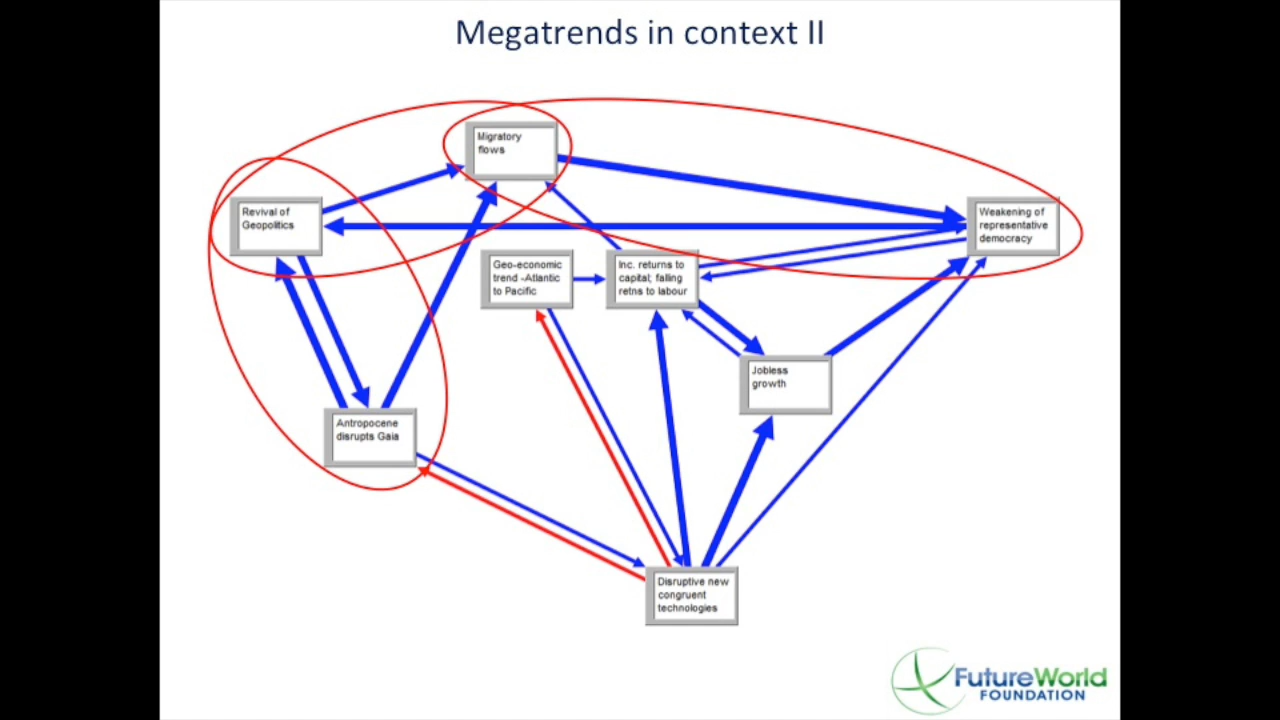 Megatrends in context II
Migratory
flows
Revival of
Geopolitics
Weakening of
representative
democracy
Geo-economic
trend -Atlantic
to Pacific
Inc. returns to
capital; falling
retns to labour
Jobless
growth
Antropocene
disrupts Gaia
Disruptive new
congruent
technologies
FutureWorld
FOUNDATION